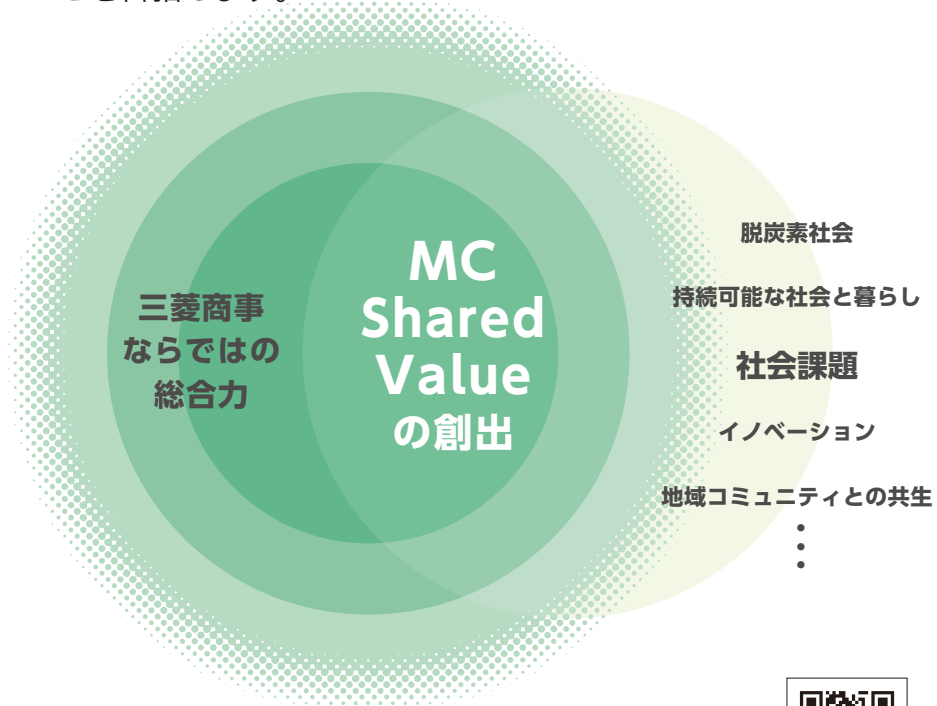 三菱商事
ならではの
総合力
MC
Shared
Value
の創出
脱炭素社会
持続可能な社会と暮らし
社会課題
イノベーション
地域コミュニティとの共生